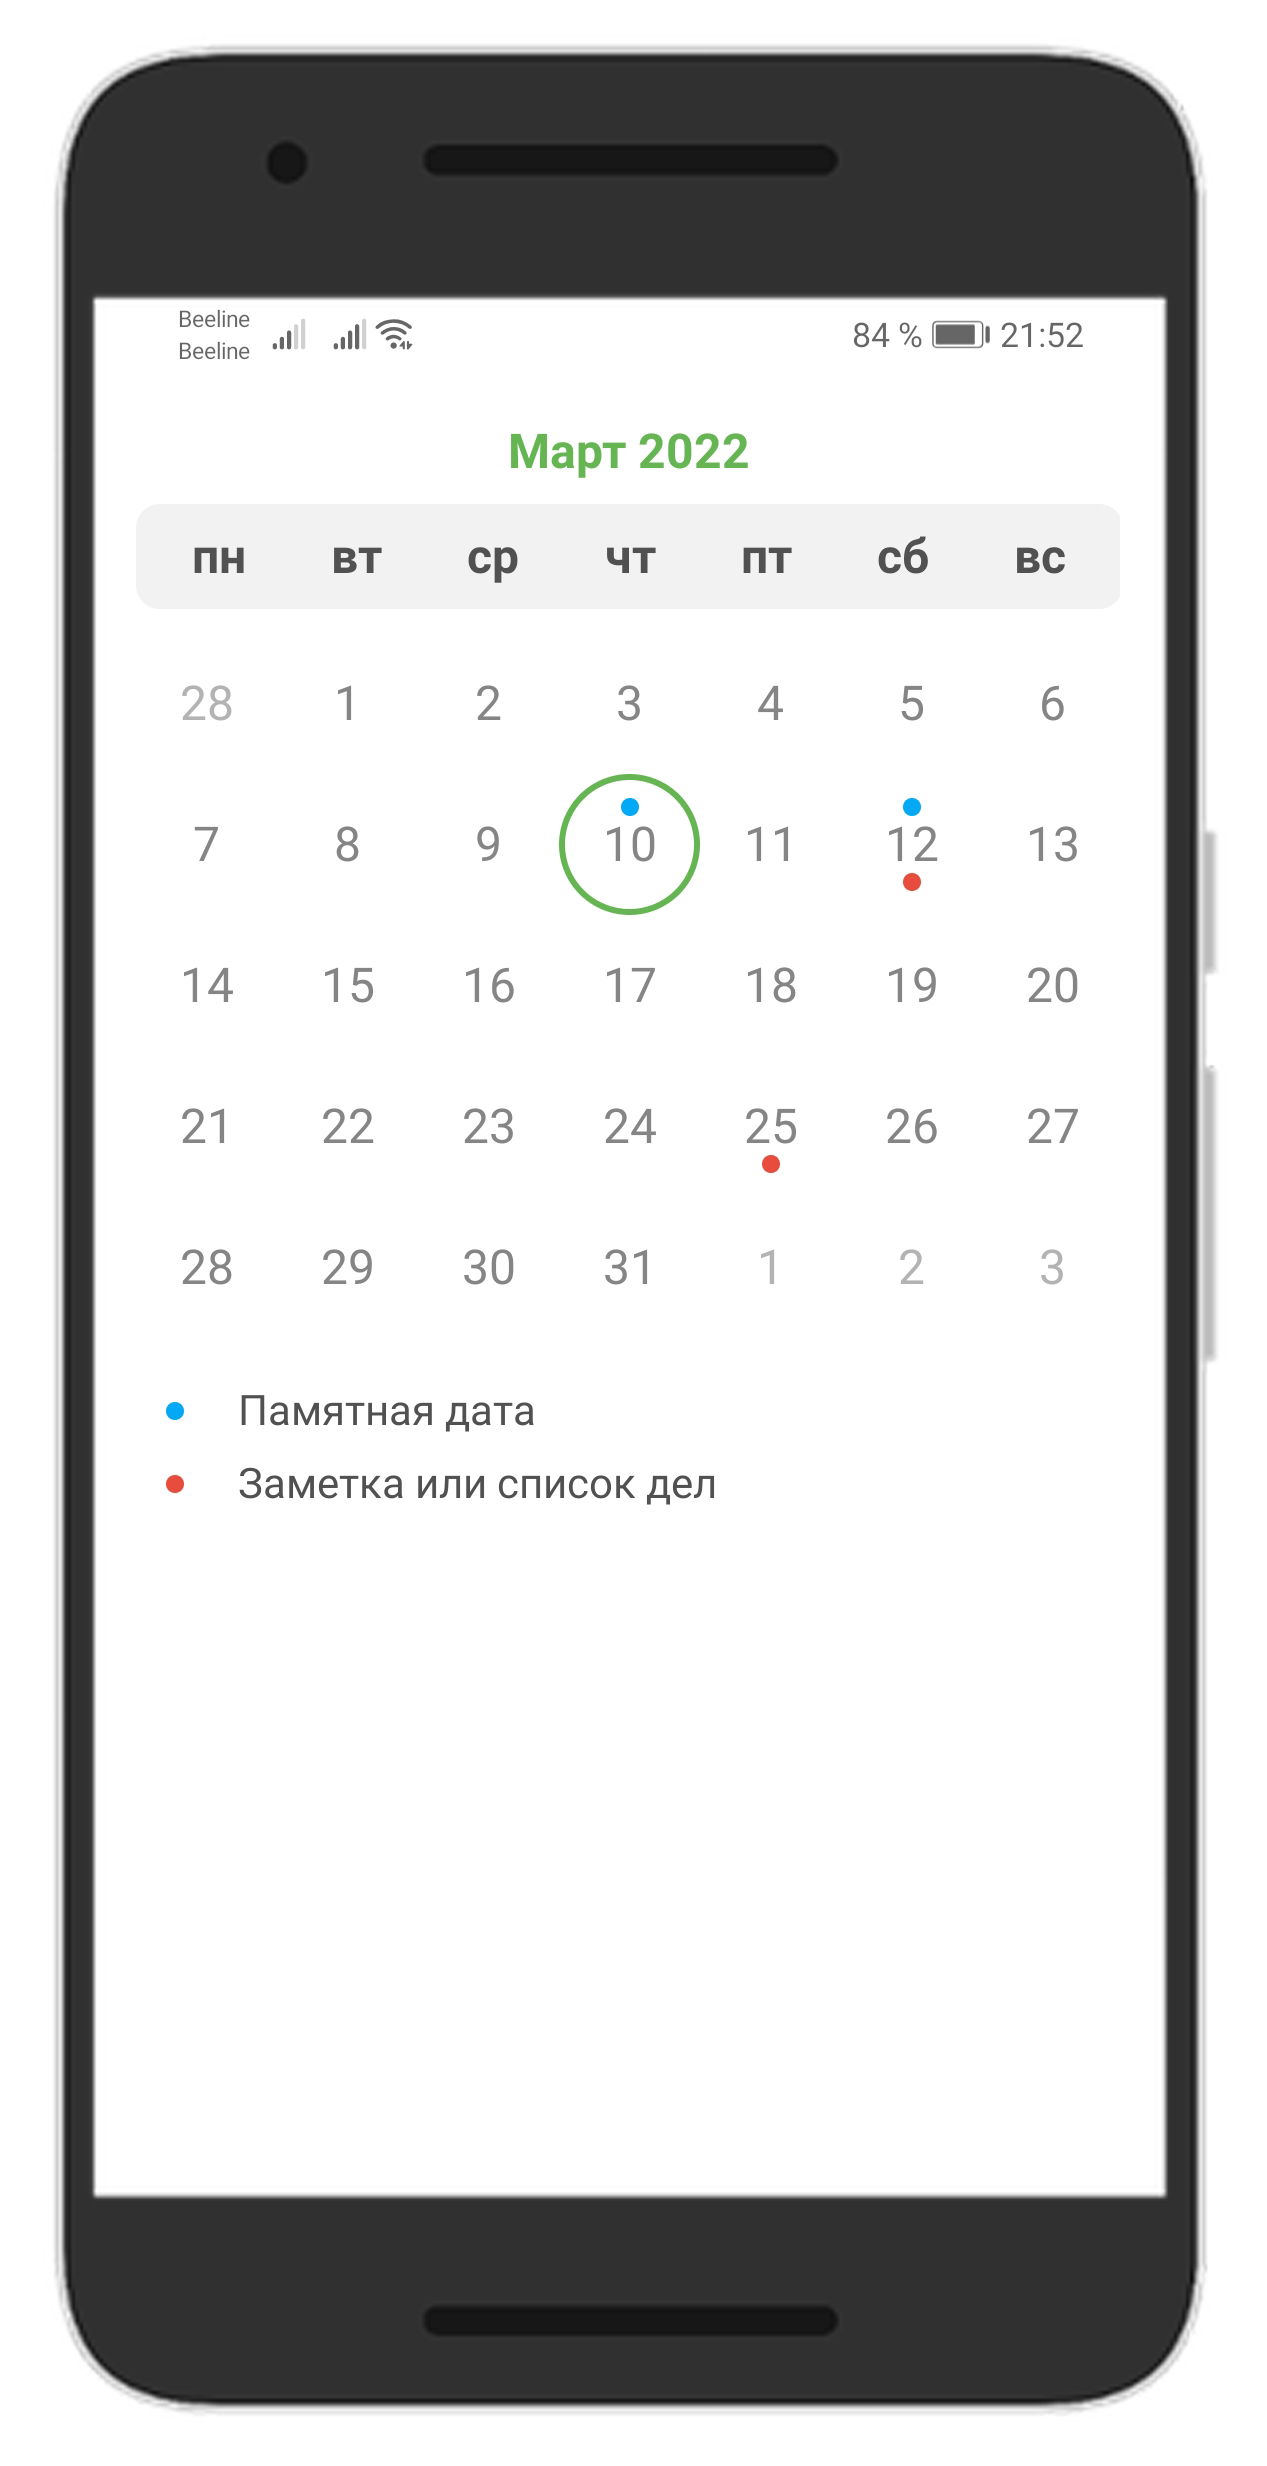 Beeline
Beeline
84 % 21:52
Март 2022
пн вт ср чт пт сб вс
28 1 2 3 4 5 6
7 8 9 10 11 12 13
14 15 16 17 18 19 20
21 22 23 24 25 26 27
28 29 30 31 1 2 3
Памятная дата
Заметка или список дел